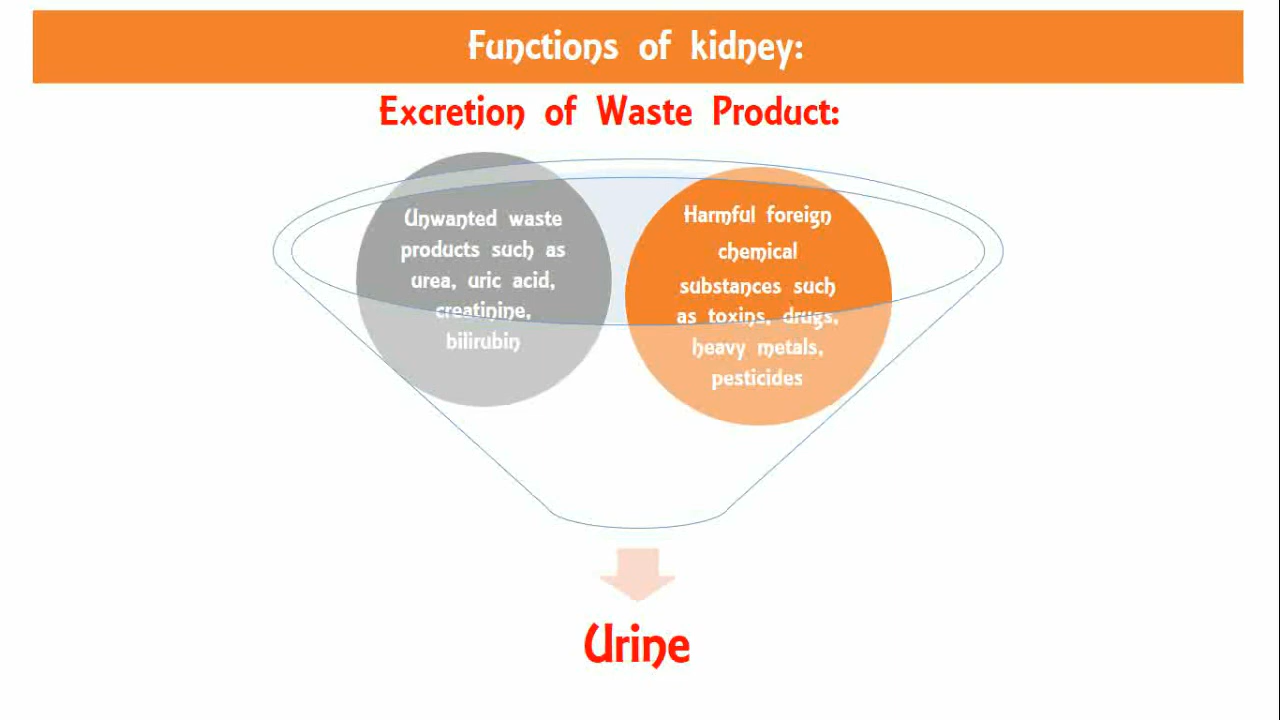 Functions of kidney:
Excretion of Waste Product:
Unwanted waste
products such as
urea, uric acid,
creatinine,
bilirubin
Harmful foreign
chemical
substances such
as toxins, drugs,
heavy metals,
pesticides
Urine